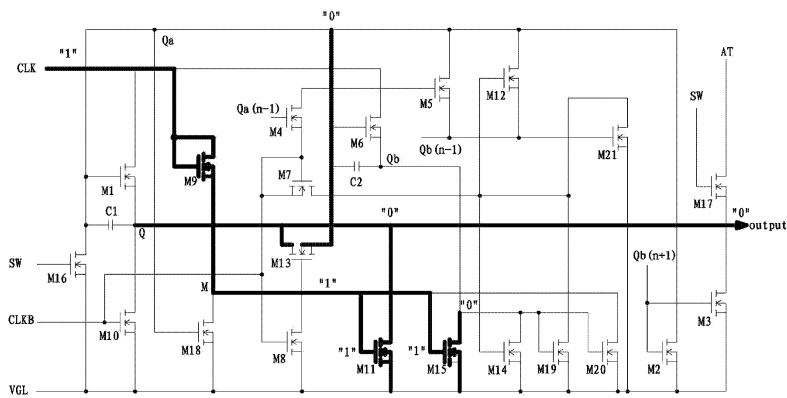 "0"
Qa
"1"
CLK
AT
M5
M12
SW
Qa(n-1)
M4
M6
Qb(n-1)
M21
Qb
M7
C2
M1
M9
M17
C1
Q
"0"
"0"
output
M13
SW
M16
Qb(n+1)
M
"1"
"0"
CLKB
M10
M18
M8
"1"
M11
"1"
M15
M14
M19
M20
M2
M3
VGL